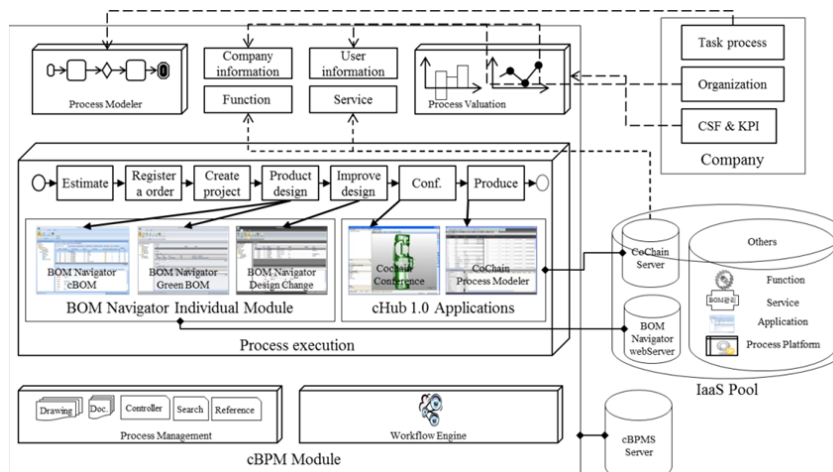 Company
information
User
information
Function
Service
Process Modeler
Process Valuation
Task process
Organization
CSF & KPI
Company
Estimate
Register
a order
Create
project
Product
design
Improve
design
Conf.
Produce
BOM Navigator
cBOM
BOM Navigator
Green BOM
BOM Navigator
Design Change
Cochain
Conference
CoChain
Process Modeler
BOM Navigator Individual Module
cHub 1.0 Applications
Process execution
CoChain
Server
BOM
Navigator
webServer
Others
Function
Service
Application
Process Platform
IaaS Pool
Drawing
Doc.
Controller
Search
Reference
Process Management
Workflow Engine
cBPM Module
cBPMS
Server